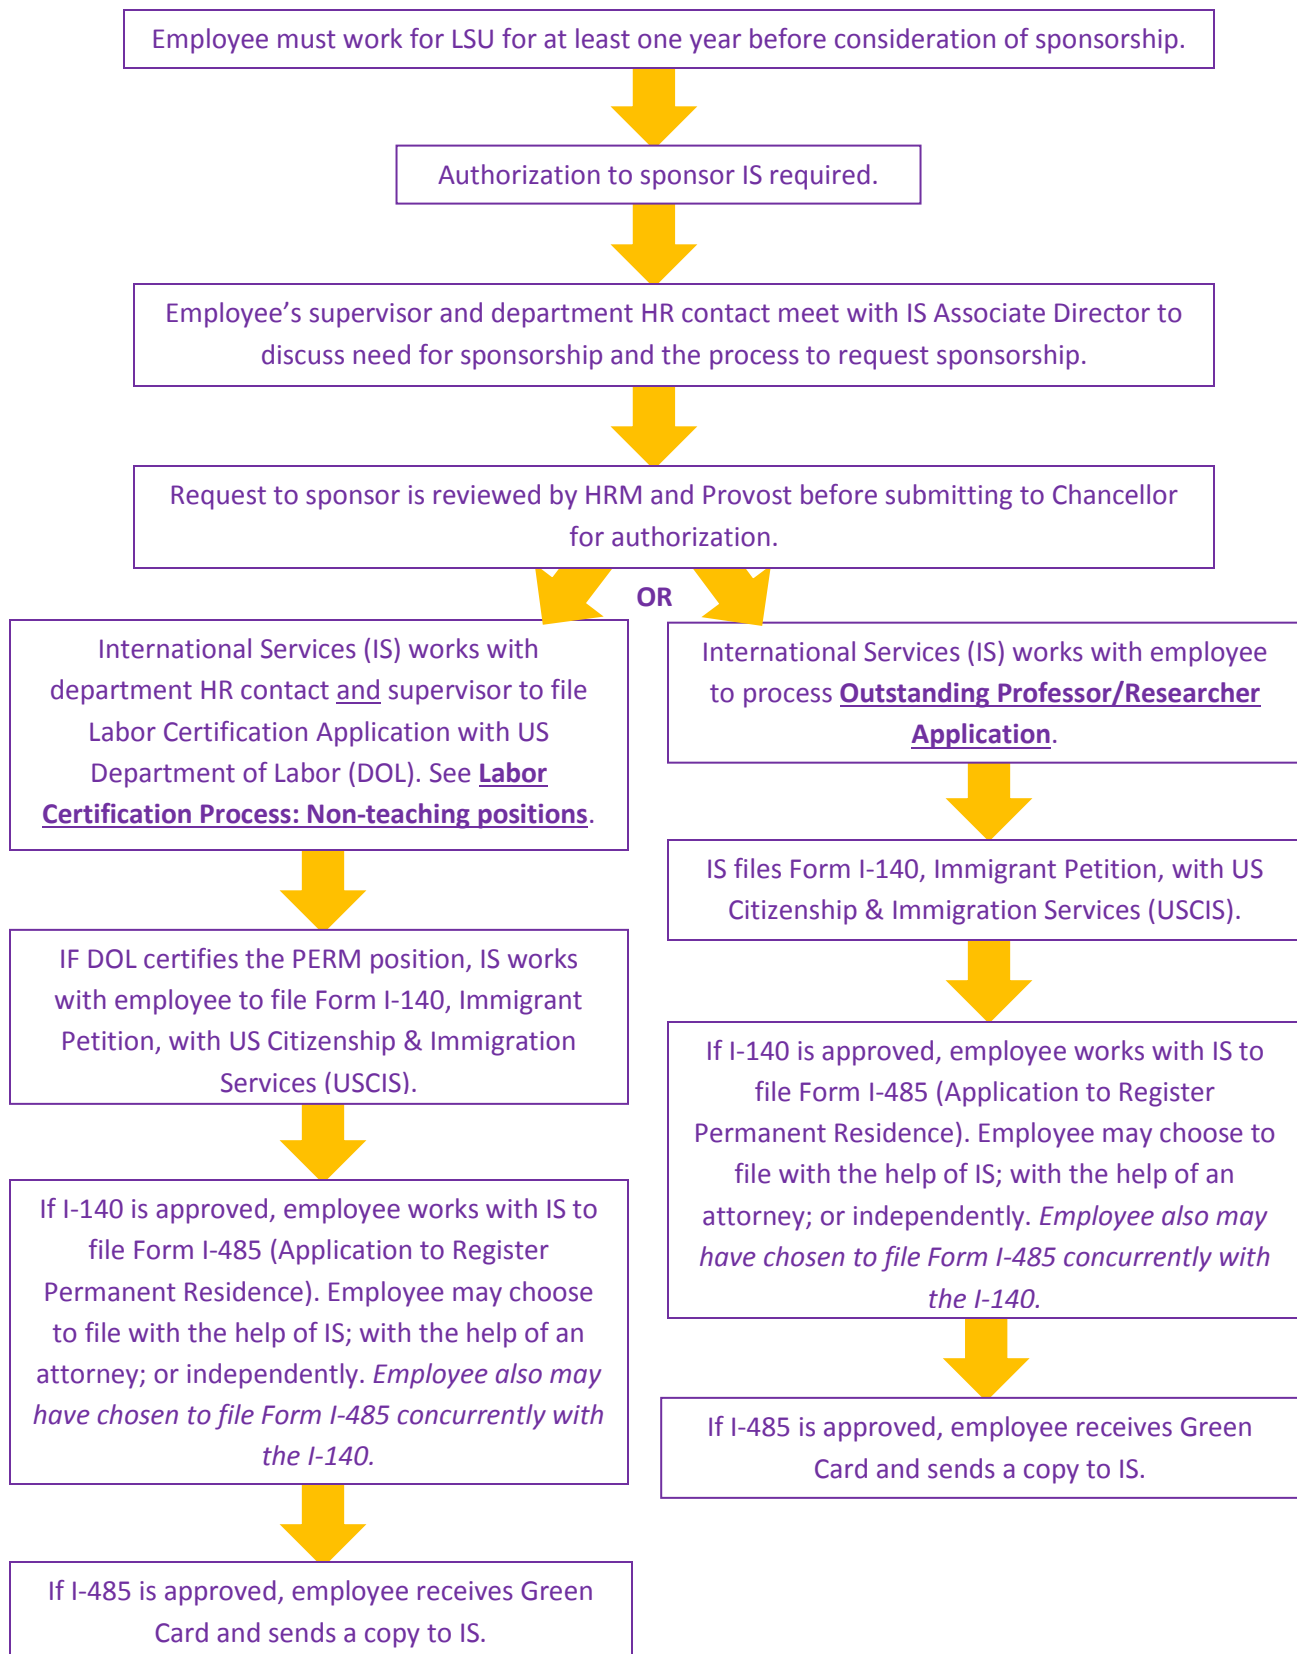 Employee must work for LSU for at least one year before consideration of sponsorship.
Authorization to sponsor IS required.
Employee’s supervisor and department HR contact meet with IS Associate Director to
discuss need for sponsorship and the process to request sponsorship.
Request to sponsor is reviewed by HRM and Provost before submitting to Chancellor
for authorization.
OR
International Services (IS) works with
department HR contact and supervisor to file
Labor Certification Application with US
Department of Labor (DOL). See Labor
Certification Process: Non-teaching positions.
IF DOL certifies the PERM position, IS works
with employee to file Form I-140, Immigrant
Petition, with US Citizenship & Immigration
Services (USCIS).
If I-140 is approved, employee works with IS to
file Form I-485 (Application to Register
Permanent Residence). Employee may choose
to file with the help of IS; with the help of an
attorney; or independently. Employee also may
have chosen to file Form I-485 concurrently with
the I-140.
If I-485 is approved, employee receives Green
Card and sends a copy to IS.
International Services (IS) works with employee
to process Outstanding Professor/Researcher
Application.
IS files Form I-140, Immigrant Petition, with US
Citizenship & Immigration Services (USCIS).
If I-140 is approved, employee works with IS to
file Form I-485 (Application to Register
Permanent Residence). Employee may choose to
file with the help of IS; with the help of an
attorney; or independently. Employee also may
have chosen to file Form I-485 concurrently with
the I-140.
If I-485 is approved, employee receives Green
Card and sends a copy to IS.